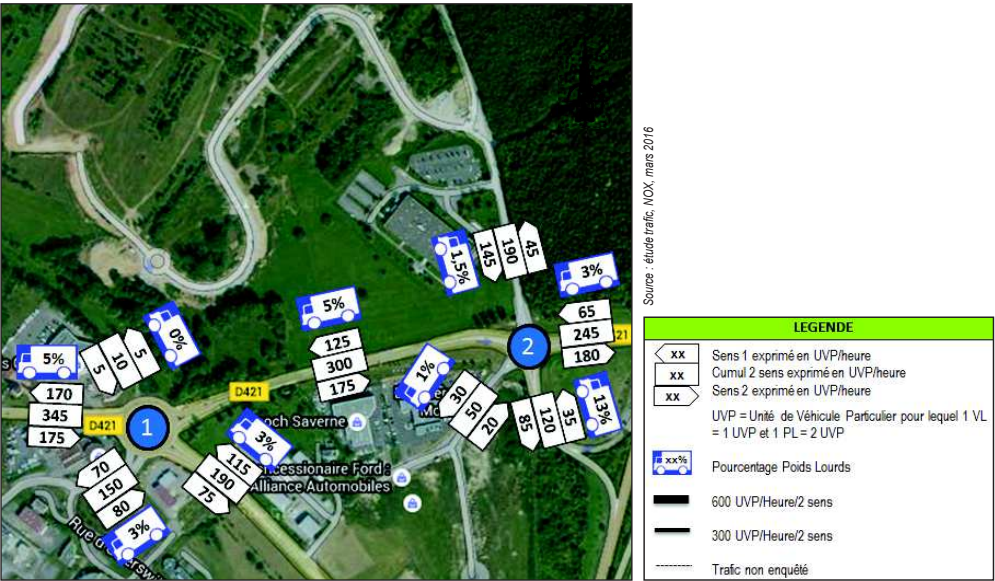 1,5%
145
190
45
3%
65
245
180
21
5%
125
300
175
0%
5
10
5
5%
170
345
175
D421
D421
1
2
1%
30
50
20
85
120
35
13%
och Saverne
3%
115
190
75
Concessionaire Ford :
Alliance Automobiles
70
150
80
3%
Source : étude trafic, NOX, mars 2016
LEGENDE
xx Sens 1 exprimé en UVP/heure
xx Cumul 2 sens exprimé en UVP/heure
xx Sens 2 exprimé en UVP/heure
UVP = Unité de Véhicule Particulier pour lequel 1 VL
= 1 UVP et 1 PL = 2 UVP
xx% Pourcentage Poids Lourds
600 UVP/Heure/2 sens
300 UVP/Heure/2 sens
Trafic non enquêté